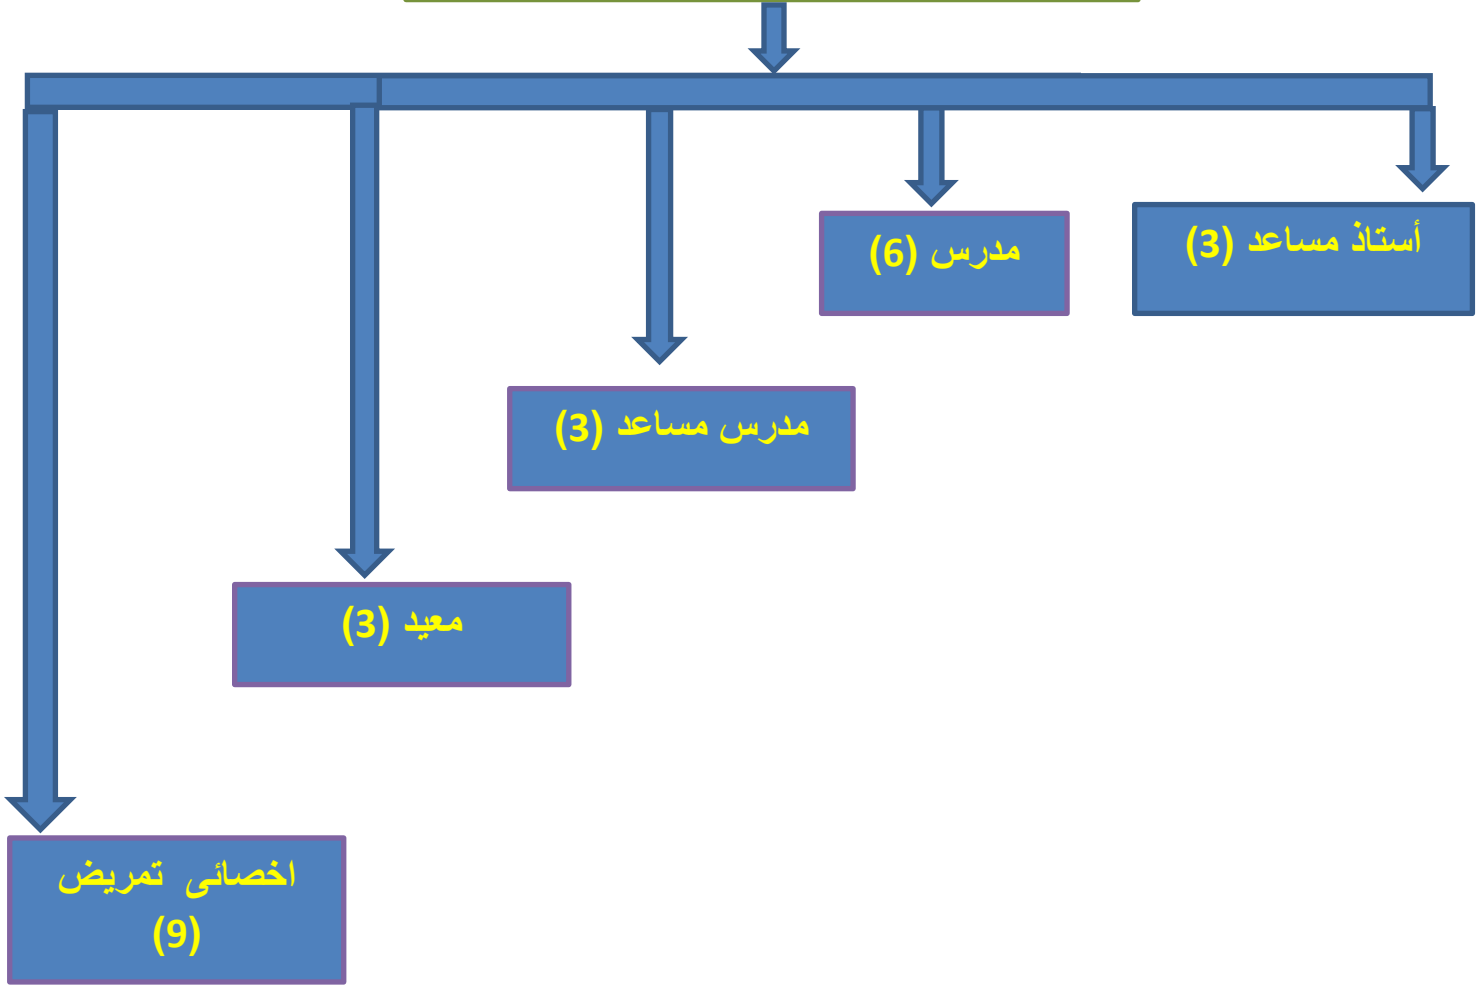 أستاذ مساعد (3)
مدرس (6)
مدرس مساعد (3)
معيد (3)
اخصائى تمريض
(9)